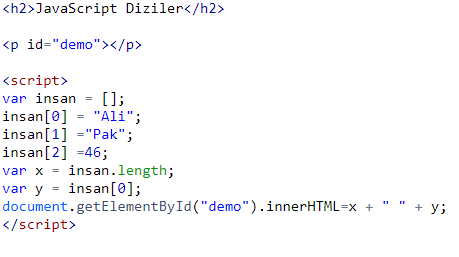 <h2>JavaScript Diziler</h2>
<p id="demo"></p>
<script>
var insan = [];
insan[0] = "Ali";
insan[1] ="Pak";
insan[2] =46;
var x = insan.length;
var y = insan[0];
document.getElementById("demo").innerHTML=x + " " + y;
</script>